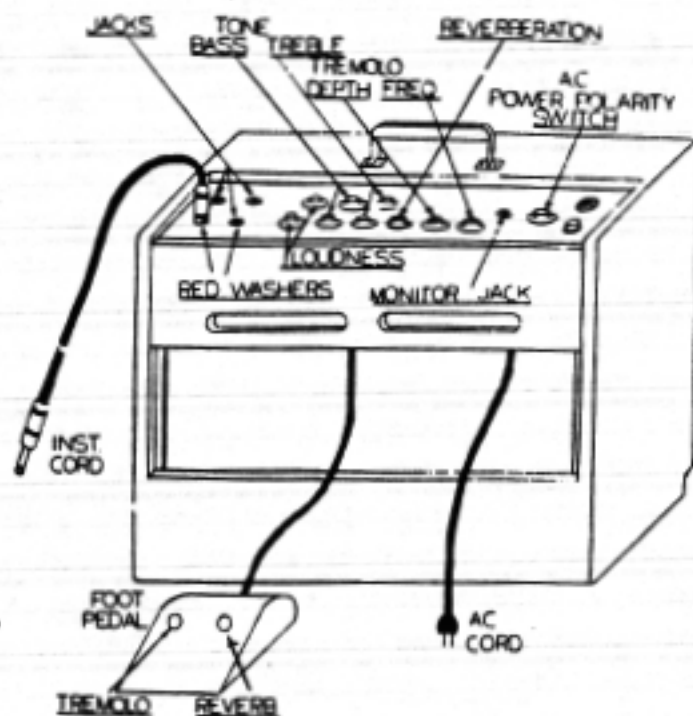 JACKS
TONE
BASS TREBLE
TREMOLO
DEPTH FREQ
REVERBERATION
A.C.
POWER POLARITY
SWITCH
LOUDNESS
RED WASHERS
MONITOR JACK
INST.
CORD
FOOT
PEDAL
AC
CORD
TREMOLO
REVERB